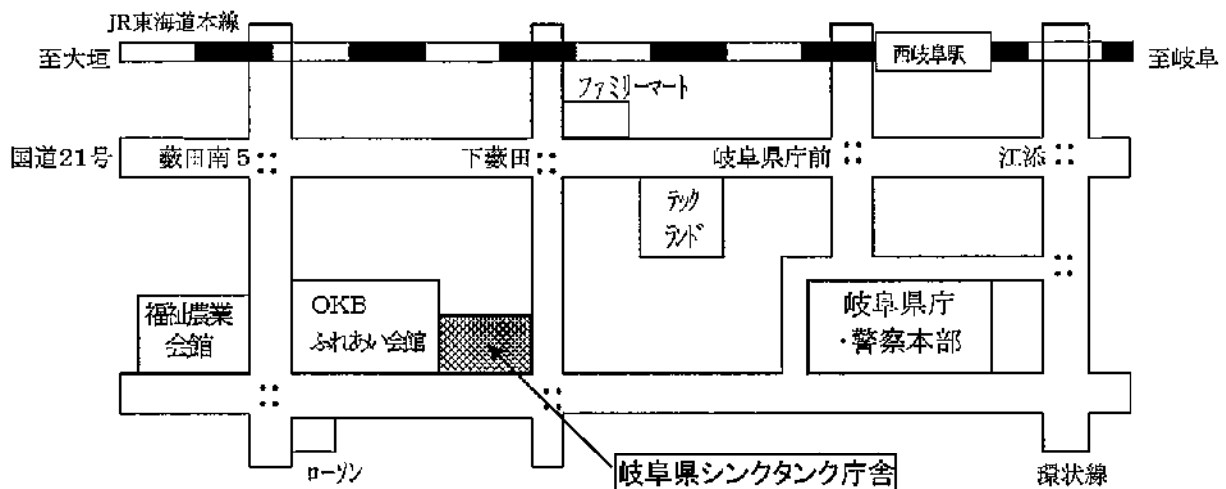 JR東海道本線
至大垣
西岐阜駅
至岐阜
ファミリーマート
国道21号
藪田南5
下藪田
岐阜県庁前
江添
テック
ランド
福祉農業
会館
OKB
ふれあい会館
岐阜県庁
・警察本部
ローソン
岐阜県シンクタンク庁舎
環状線